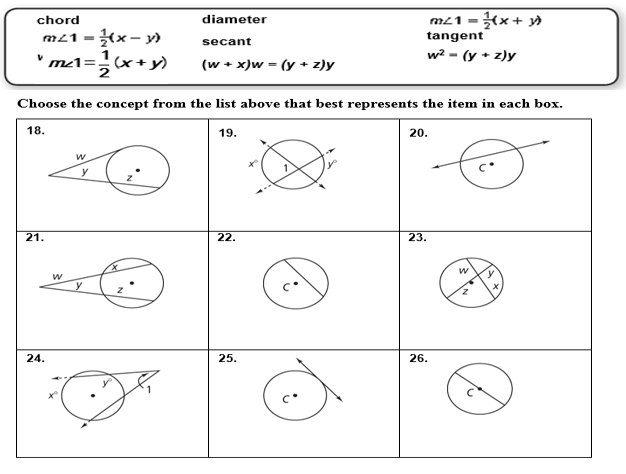 chord
diameter
m∠1 = ½(x + y)
m∠1 = ½(x − y)
secant
tangent
v m∠1 = ½(x + y)
(w + x)w = (y + z)y
w² = (y + z)y
Choose the concept from the list above that best represents the item in each box.
18.
w
y
z
19.
x°
1
y°
20.
C
21.
w
x
y
z
22.
C
23.
w
y
z
x
24.
x°
y°
1
25.
C
26.
C